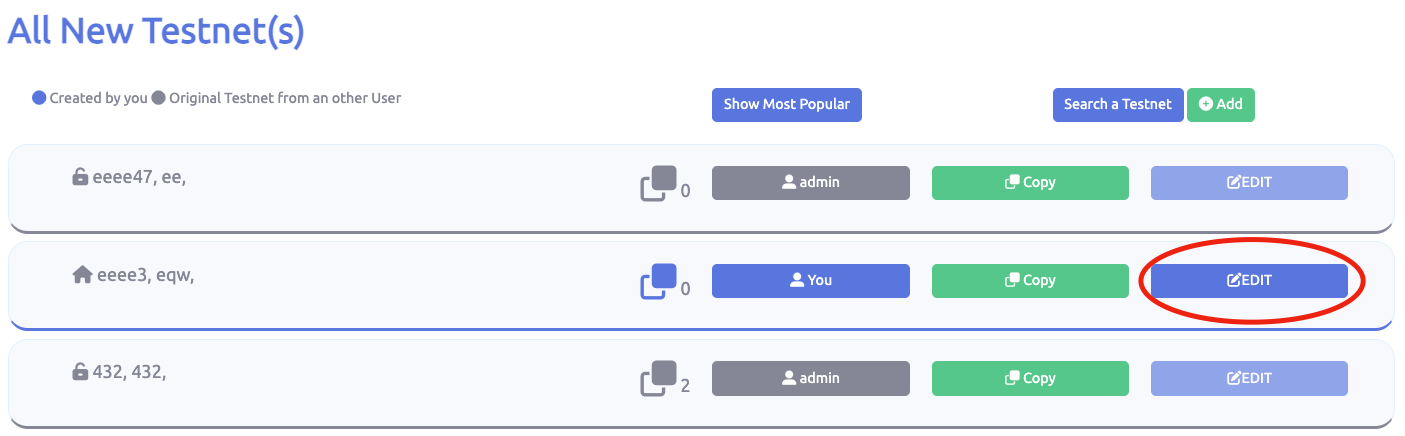 All New Testnet(s)
Created by you Original Testnet from an other User Show Most Popular Search a Testnet Add
eeee47, ee, 0 admin Copy EDIT
eeee3, eqw, 0 You Copy EDIT
432, 432, 2 admin Copy EDIT